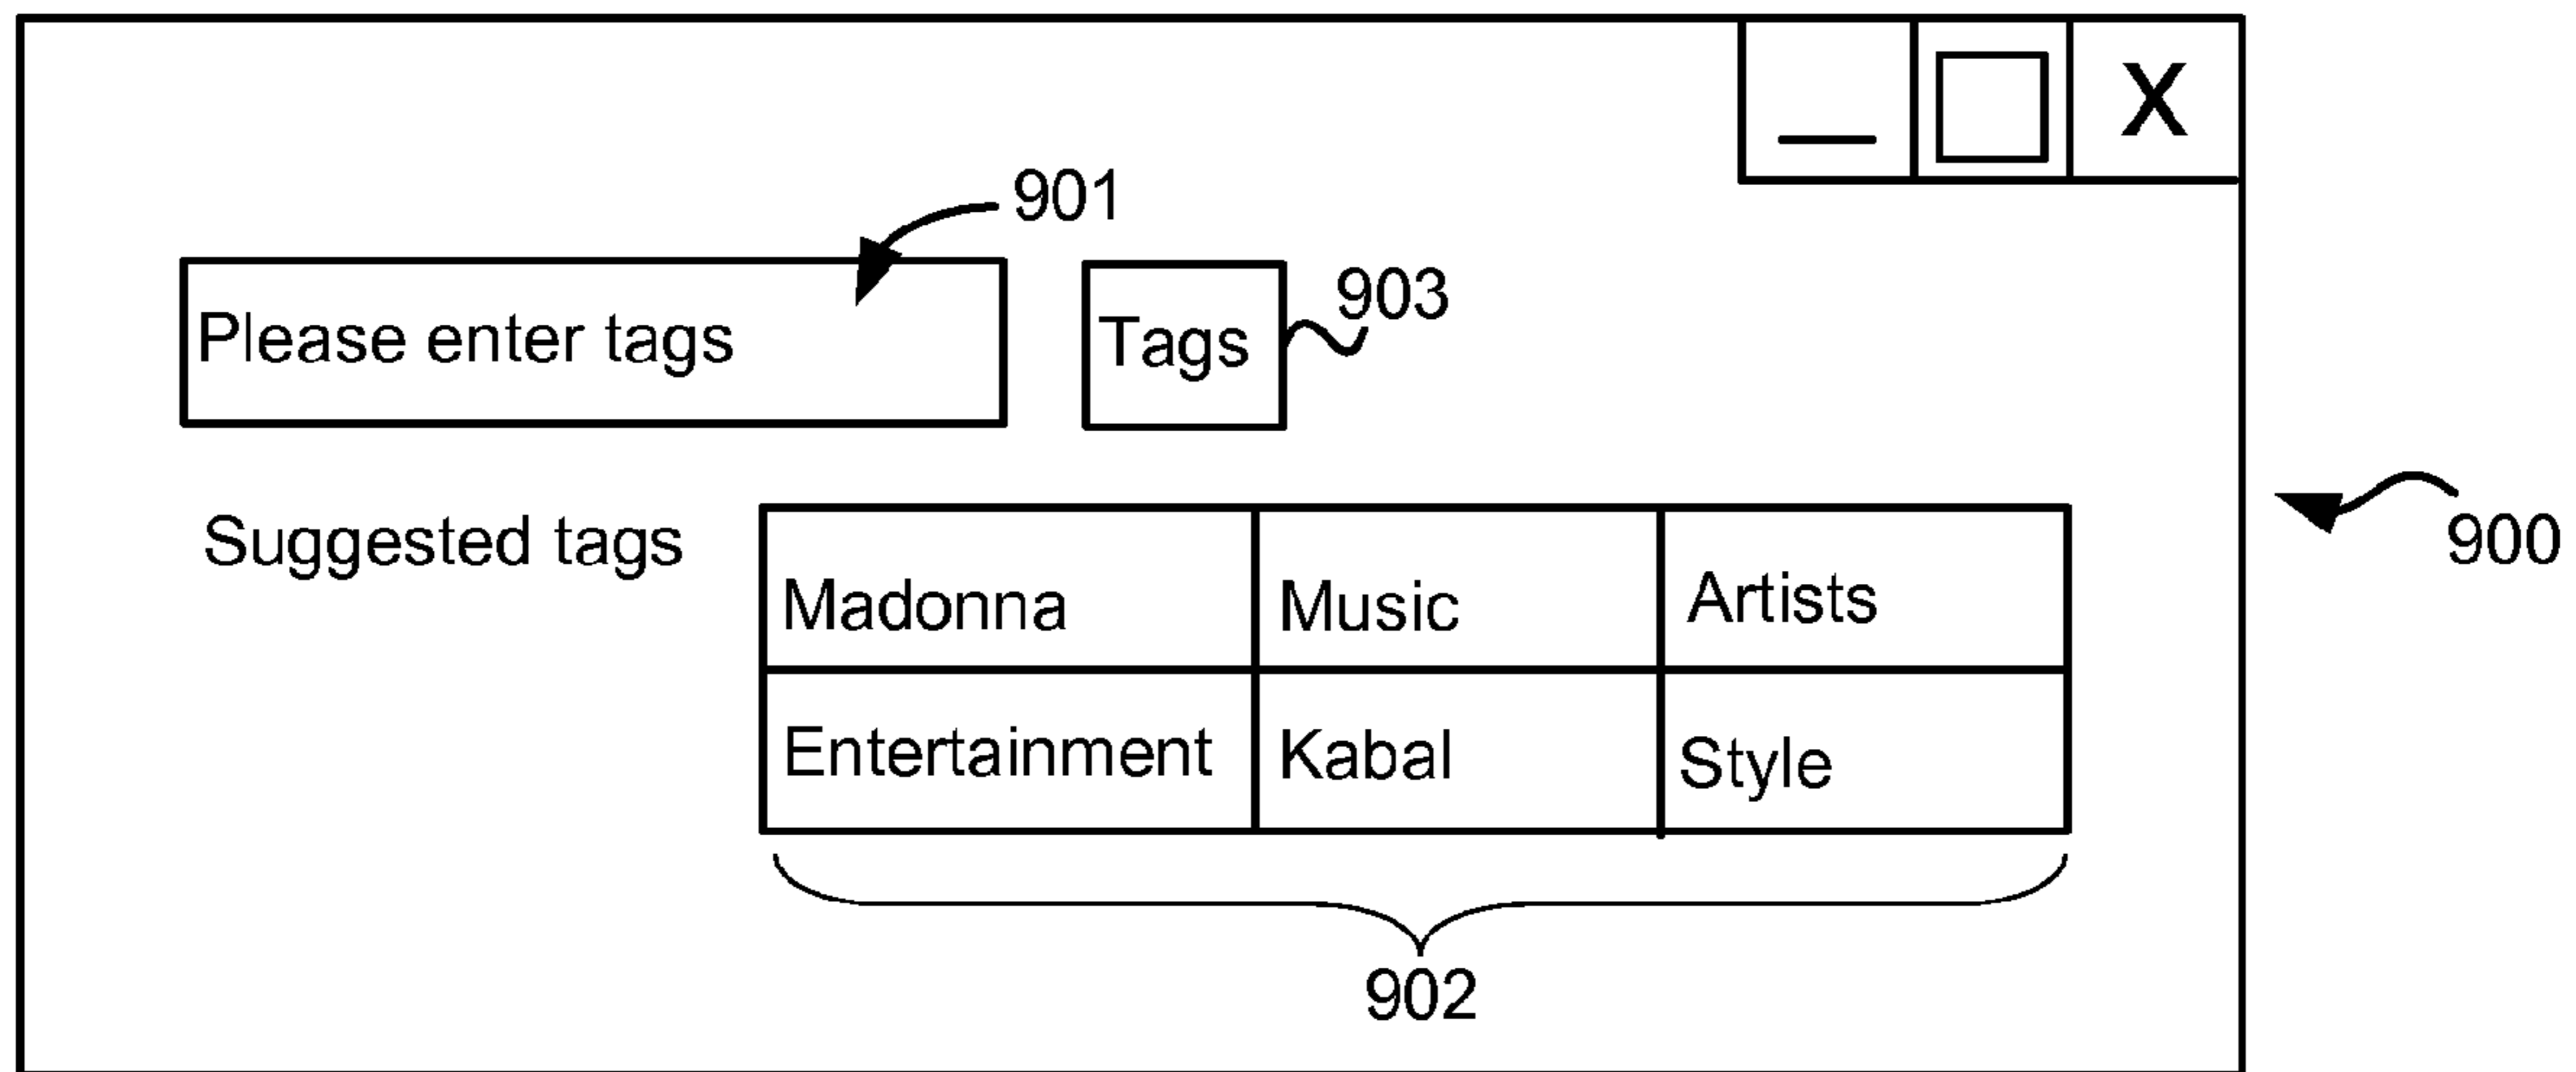 X
901
Please enter tags
Tags
903
Suggested tags
Madonna Music Artists
Entertainment Kabal Style
900
902